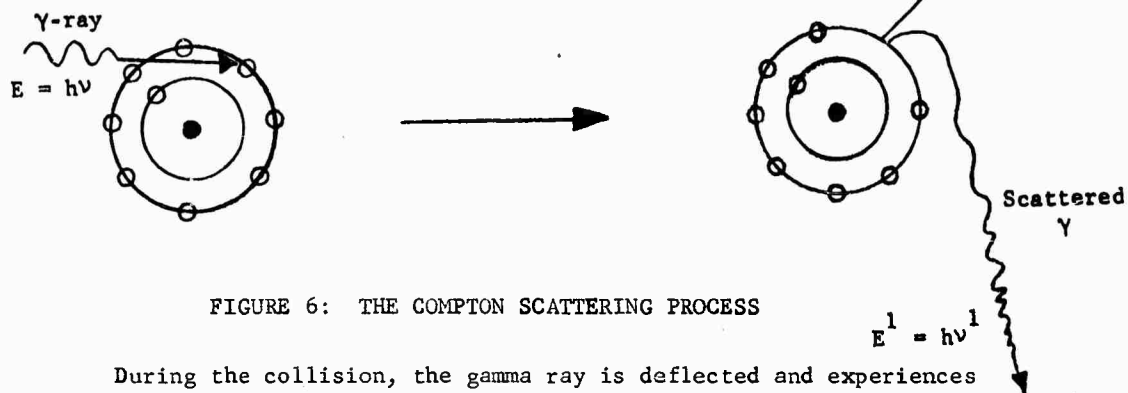 γ-ray
E = hν
Scattered
γ
FIGURE 6: THE COMPTON SCATTERING PROCESS
E¹ = hν¹
During the collision, the gamma ray is deflected and experiences